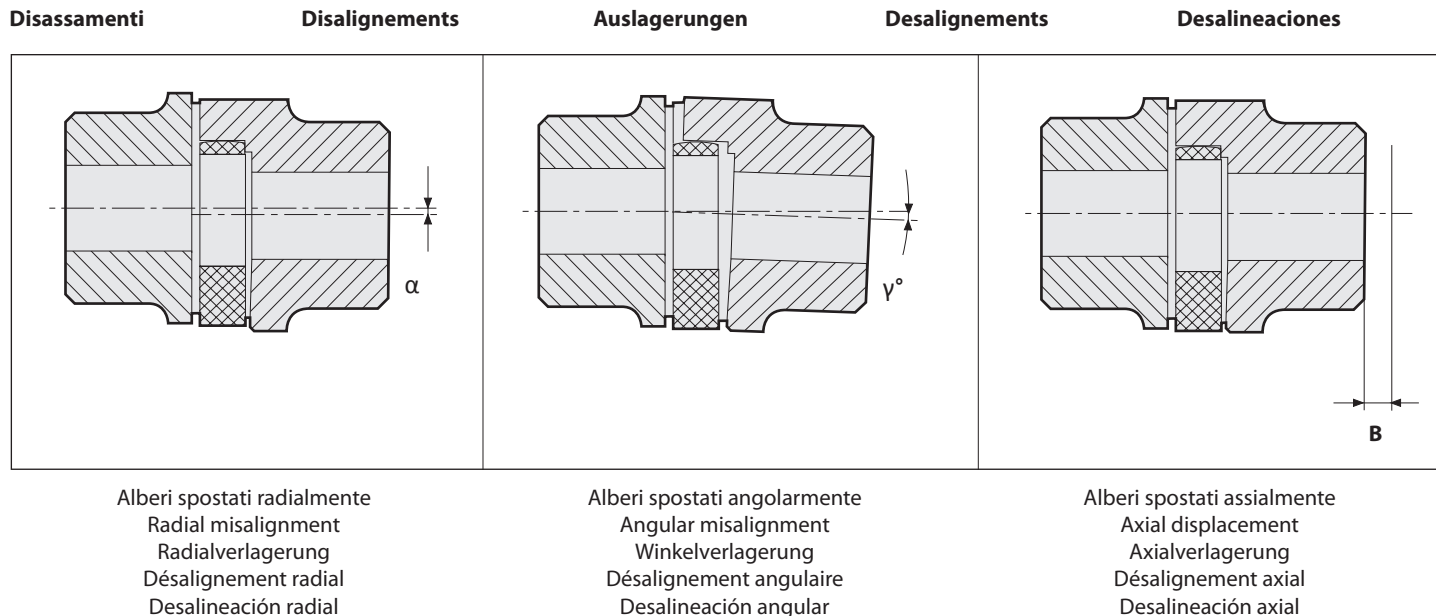 Disassamenti Disalignements Auslagerungen Desalignements Desalineaciones
α
γ°
B
Alberi spostati radialmente
Radial misalignment
Radialverlagerung
Désalignement radial
Desalineación radial
Alberi spostati angolarmente
Angular misalignment
Winkelverlagerung
Désalignement angulaire
Desalineación angular
Alberi spostati assialmente
Axial displacement
Axialverlagerung
Désalignement axial
Desalineación axial